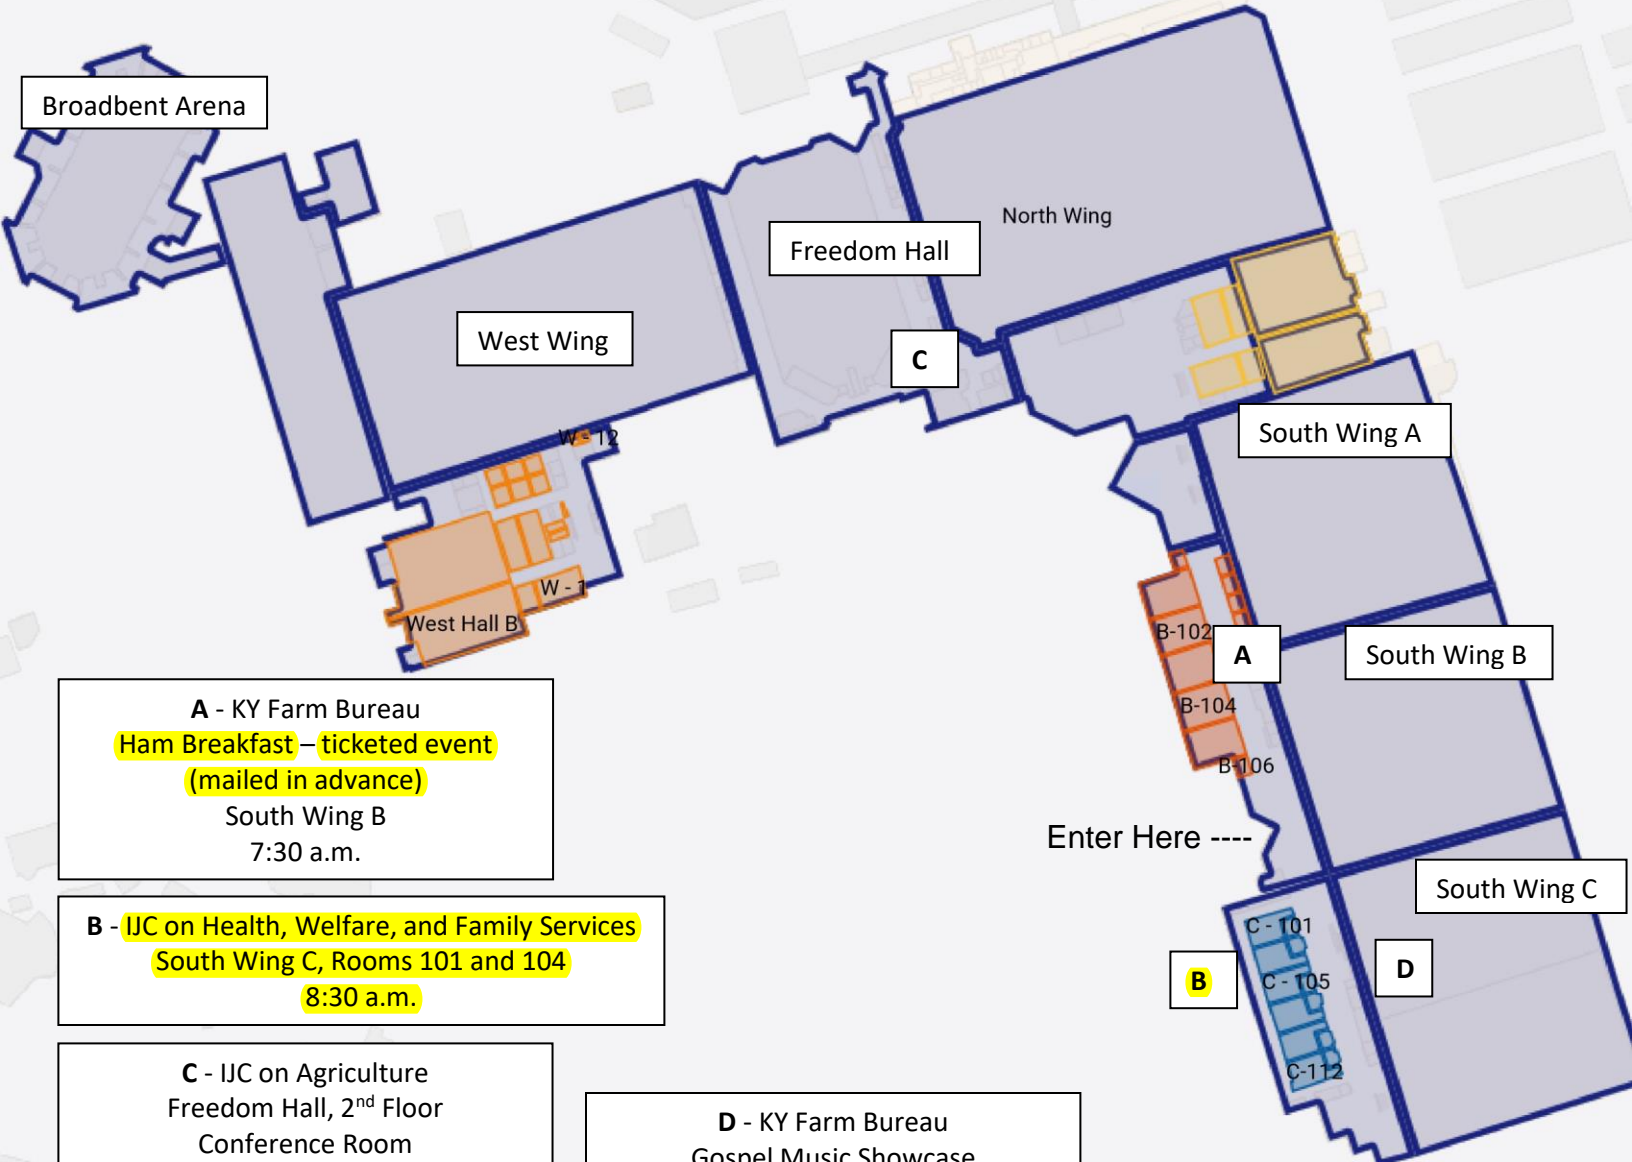 Broadbent Arena
North Wing
Freedom Hall
West Wing
C
South Wing A
W - 12
W - 1
West Hall B
B-102
A
South Wing B
B-104
B-106
Enter Here ----
South Wing C
C - 101
B
C - 105
D
C-112
A - KY Farm Bureau
Ham Breakfast – ticketed event
(mailed in advance)
South Wing B
7:30 a.m.
B - IJC on Health, Welfare, and Family Services
South Wing C, Rooms 101 and 104
8:30 a.m.
C - IJC on Agriculture
Freedom Hall, 2nd Floor
Conference Room
D - KY Farm Bureau
Gospel Music Showcase